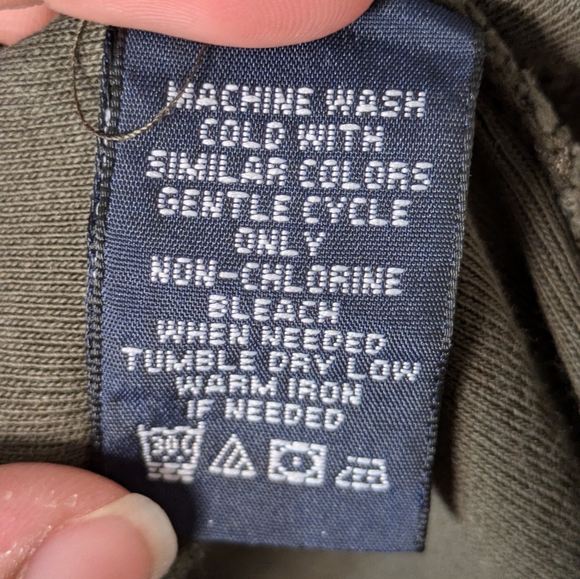 MACHINE WASH
COLD WITH
SIMILAR COLORS
GENTLE CYCLE
ONLY
NON-CHLORINE
BLEACH
WHEN NEEDED
TUMBLE DRY LOW
WARM IRON
IF NEEDED